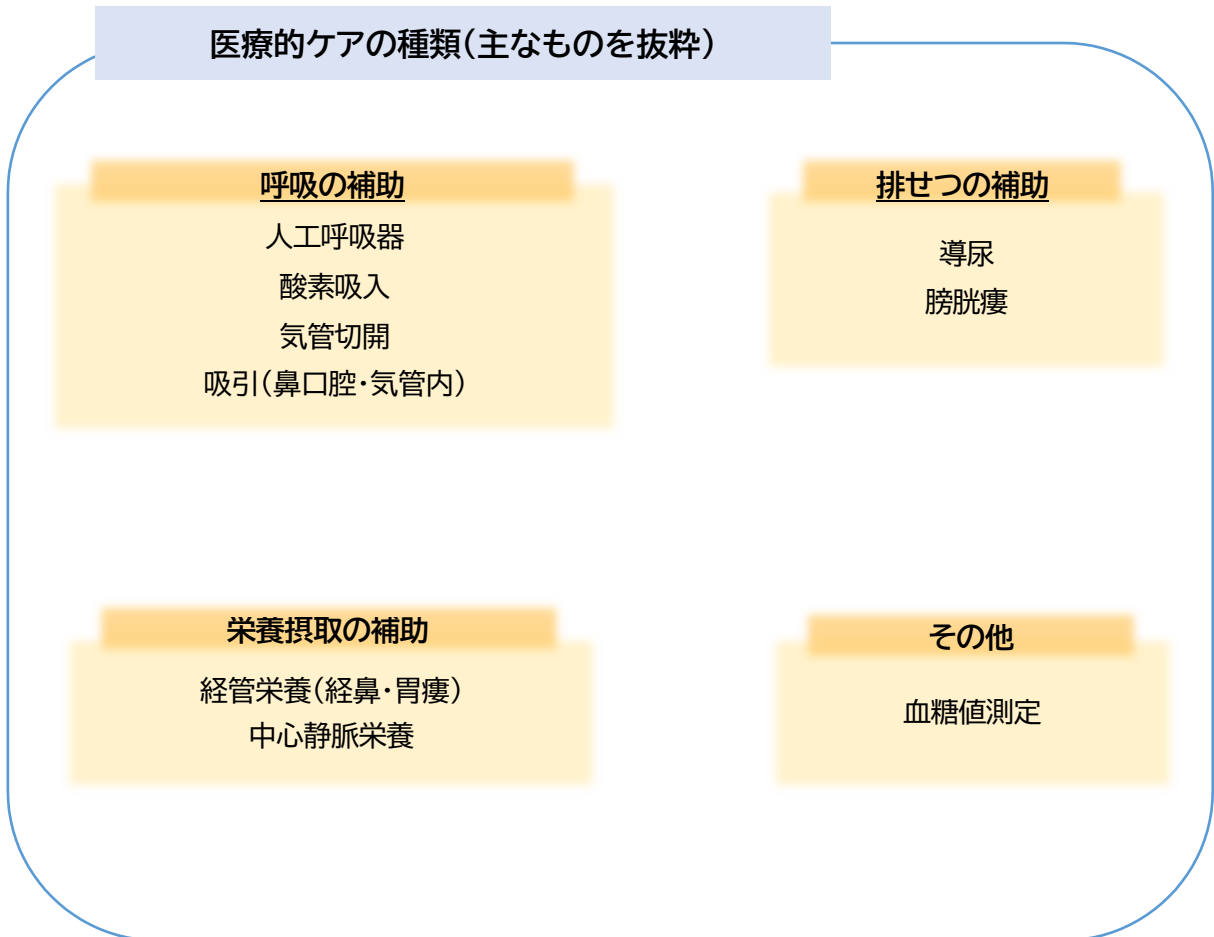 医療的ケアの種類(主なものを抜粋)
呼吸の補助
人工呼吸器
酸素吸入
気管切開
吸引(鼻口腔・気管内)
排せつの補助
導尿
膀胱瘻
栄養摂取の補助
経管栄養(経鼻・胃瘻)
中心静脈栄養
その他
血糖値測定